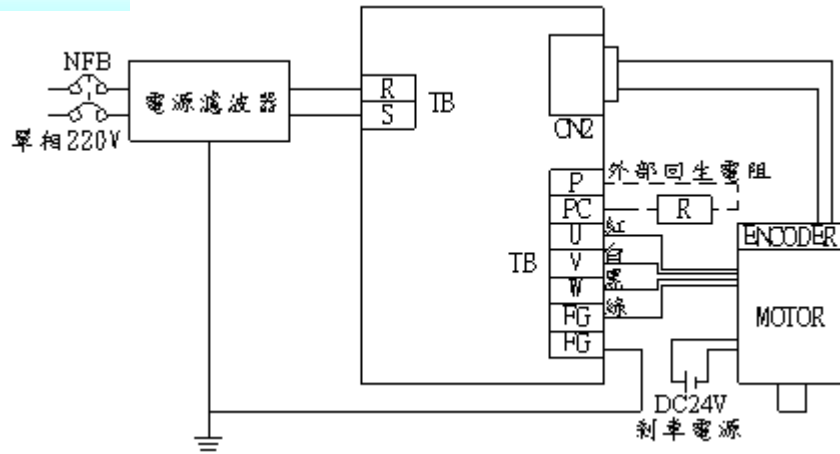 NFB
電源濾波器
單相220V
R
S
TB
CN2
P
PC
U
V
W
FG
FG
TB
外部回生電阻
R
紅
白
黑
綠
ENCODER
MOTOR
DC24V
剎車電源